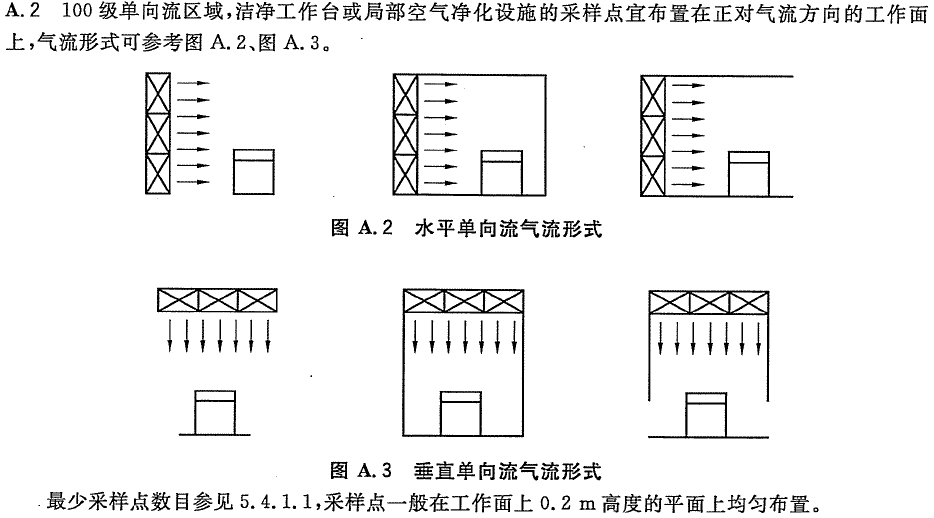 A.2 100级单向流区域,洁净工作台或局部空气净化设施的采样点宜布置在正对气流方向的工作面
上,气流形式可参考图 A.2、图 A.3。
图 A.2 水平单向流气流形式
图 A.3 垂直单向流气流形式
最少采样点数目参见 5.4.1.1,采样点一般在工作面上 0.2 m 高度的平面上均匀布置。